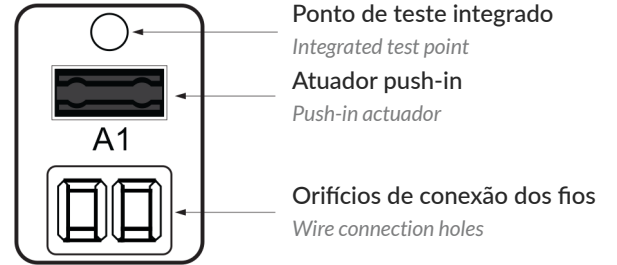 Ponto de teste integrado
Integrated test point
Atuador push-in
Push-in actuador
A1
Orifícios de conexão dos fios
Wire connection holes